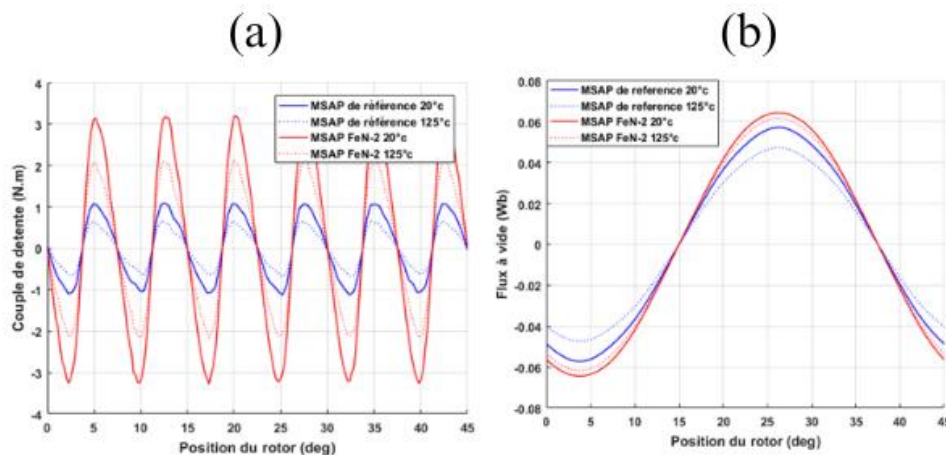 (a)
(b)
MSAP de référence 20°c
MSAP de référence 125°c
MSAP FeN-2 20°c
MSAP FeN-2 125°c
Couple de detente (N.m)
4
3
2
1
0
-1
-2
-3
-4
0 5 10 15 20 25 30 35 40 45
Position du rotor (deg)
MSAP de reference 20°c
MSAP de reference 125°c
MSAP FeN-2 20°c
MSAP FeN-2 125°c
Flux à vide (Wb)
0.08
0.06
0.04
0.02
0
-0.02
-0.04
-0.06
-0.08
0 5 10 15 20 25 30 35 40 45
Position du rotor (deg)